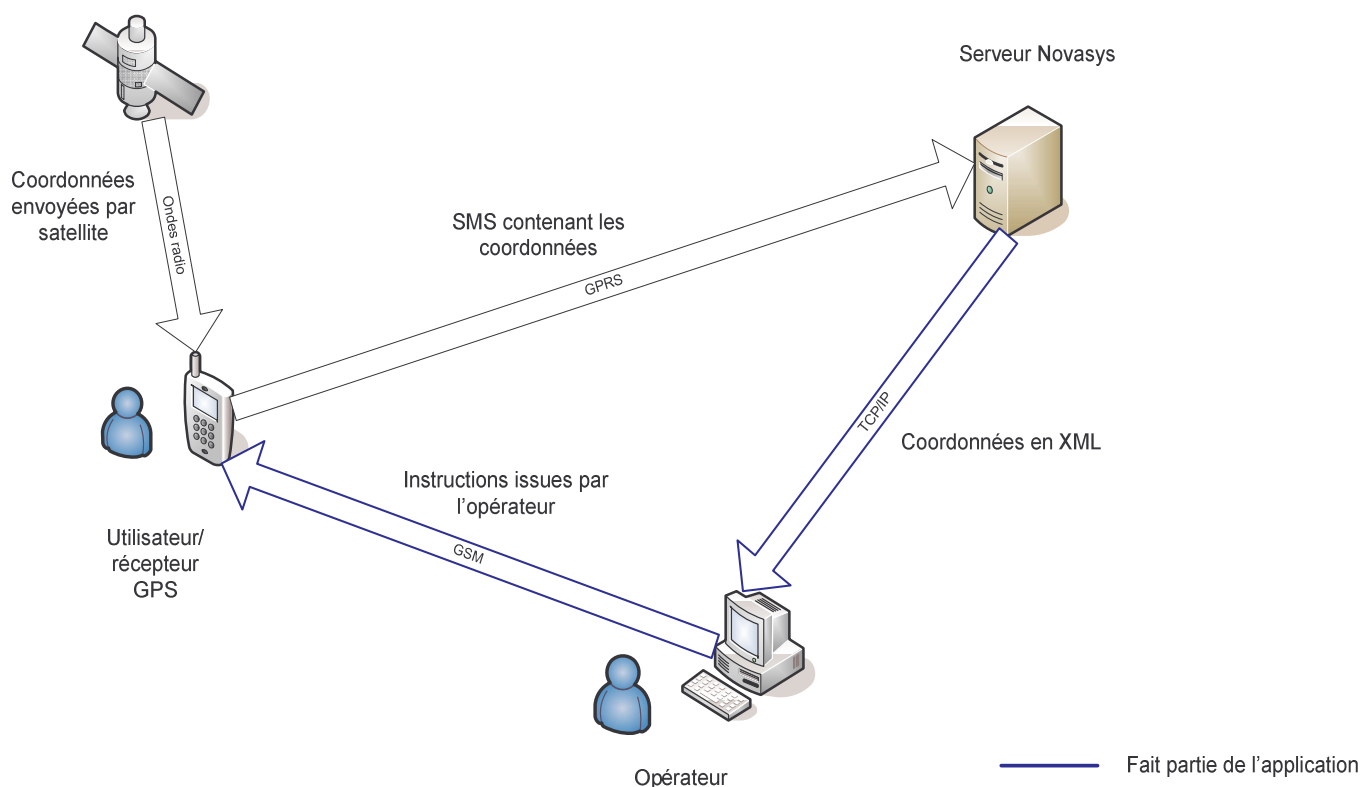 Serveur Novasys
Coordonnées
envoyées par
satellite
Ondes radio
SMS contenant les
coordonnées
GPRS
TCP/IP
Coordonnées en XML
Instructions issues par
l'opérateur
GSM
Utilisateur/
récepteur
GPS
Opérateur
Fait partie de l'application